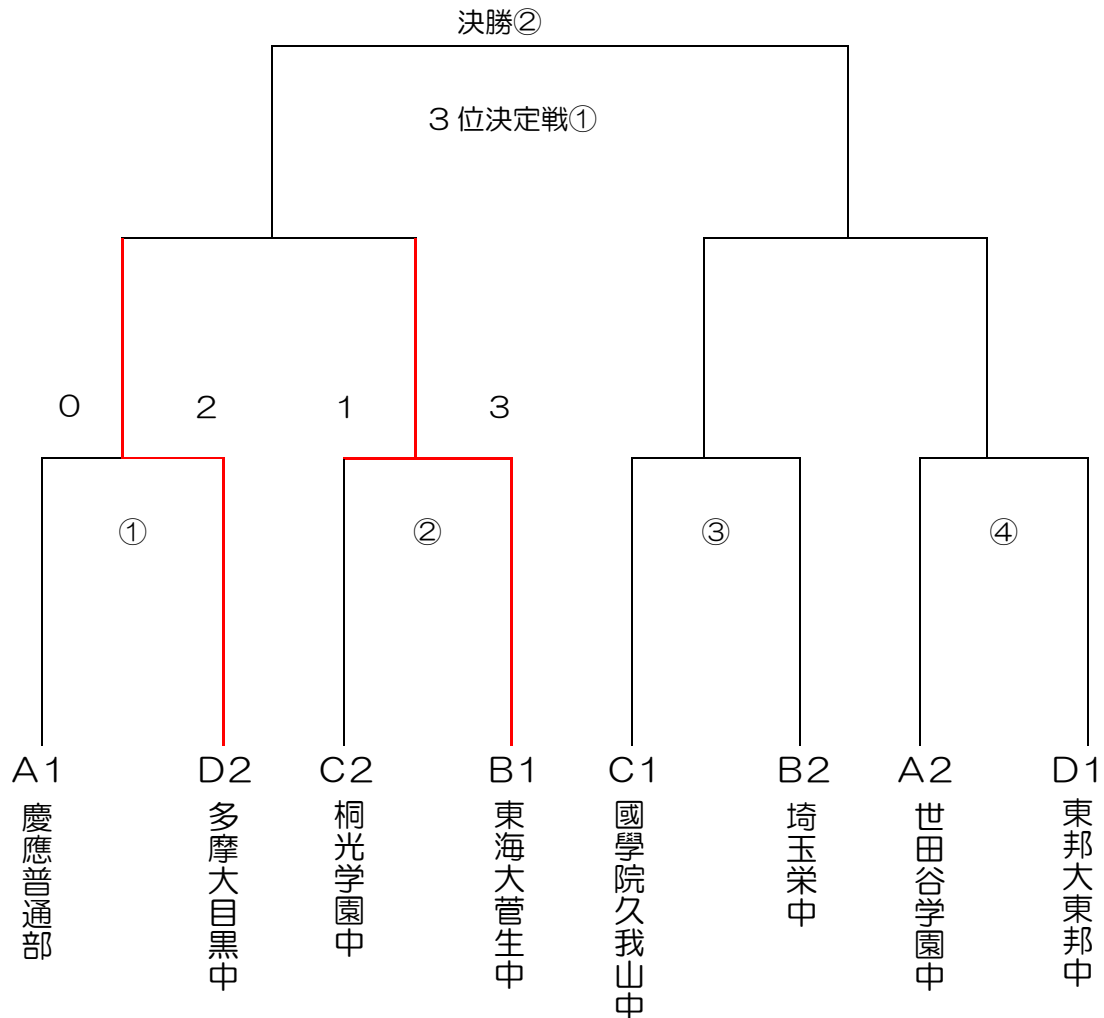 決勝②
３位決定戦①
0 2 1 3
① ② ③ ④
A1 D2 C2 B1 C1 B2 A2 D1
慶應普通部
多摩大目黒中
桐光学園中
東海大菅生中
國學院久我山中
埼玉栄中
世田谷学園中
東邦大東邦中